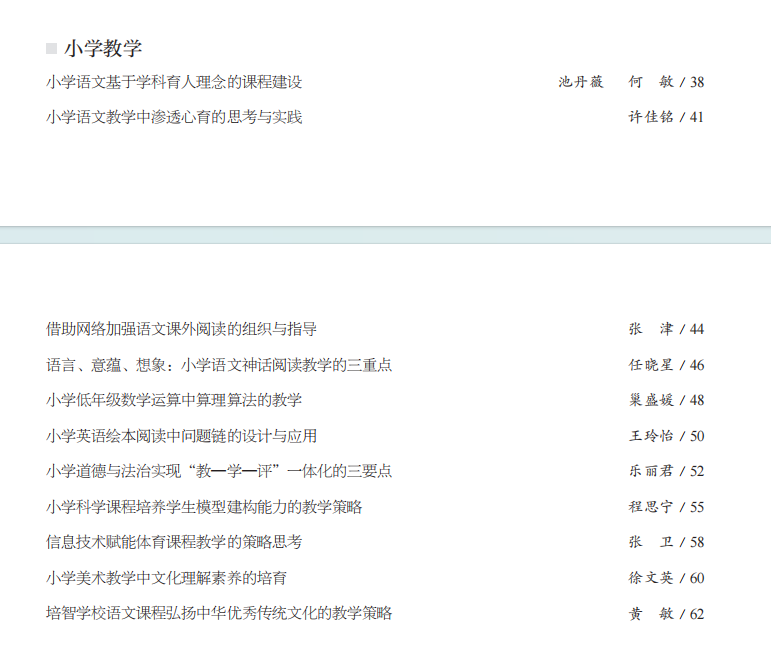 小学教学
小学语文基于学科育人理念的课程建设 池丹薇 何 敏 / 38
小学语文教学中渗透心育的思考与实践 许佳铭 / 41
借助网络加强语文课外阅读的组织与指导 张 津 / 44
语言、意蕴、想象：小学语文神话阅读教学的三重点 任晓星 / 46
小学低年级数学运算中算理算法的教学 巢盛媛 / 48
小学英语绘本阅读中问题链的设计与应用 王玲怡 / 50
小学道德与法治实现“教—学—评”一体化的三要点 乐丽君 / 52
小学科学课程培养学生模型建构能力的教学策略 程思宁 / 55
信息技术赋能体育课程教学的策略思考 张 卫 / 58
小学美术教学中文化理解素养的培育 徐文英 / 60
培智学校语文课程弘扬中华优秀传统文化的教学策略 黄 敏 / 62